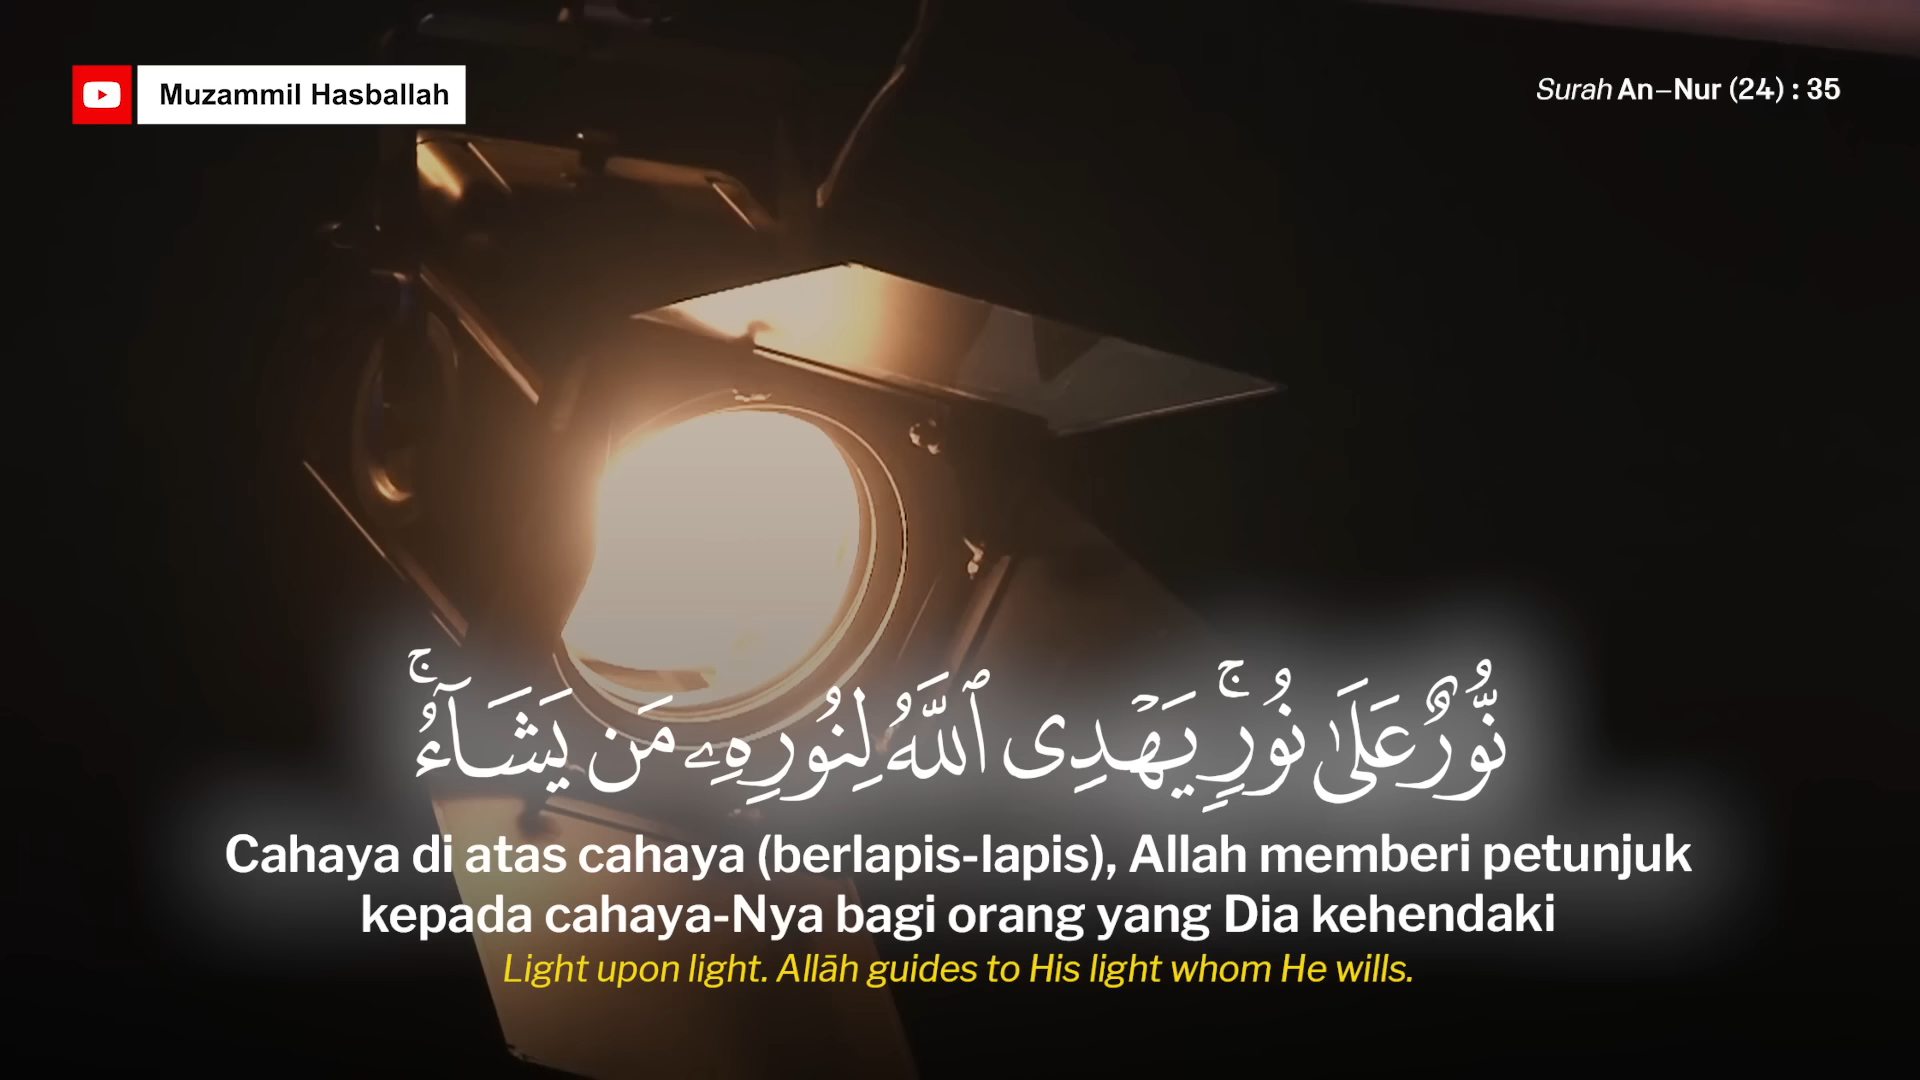 Muzammil Hasballah
Surah An–Nur (24) : 35
نُّورٌ عَلَىٰ نُورٍۚ يَهْدِى ٱللَّهُ لِنُورِهِۦ مَن يَشَآءُۚ
Cahaya di atas cahaya (berlapis-lapis), Allah memberi petunjuk
kepada cahaya-Nya bagi orang yang Dia kehendaki
Light upon light. Allāh guides to His light whom He wills.